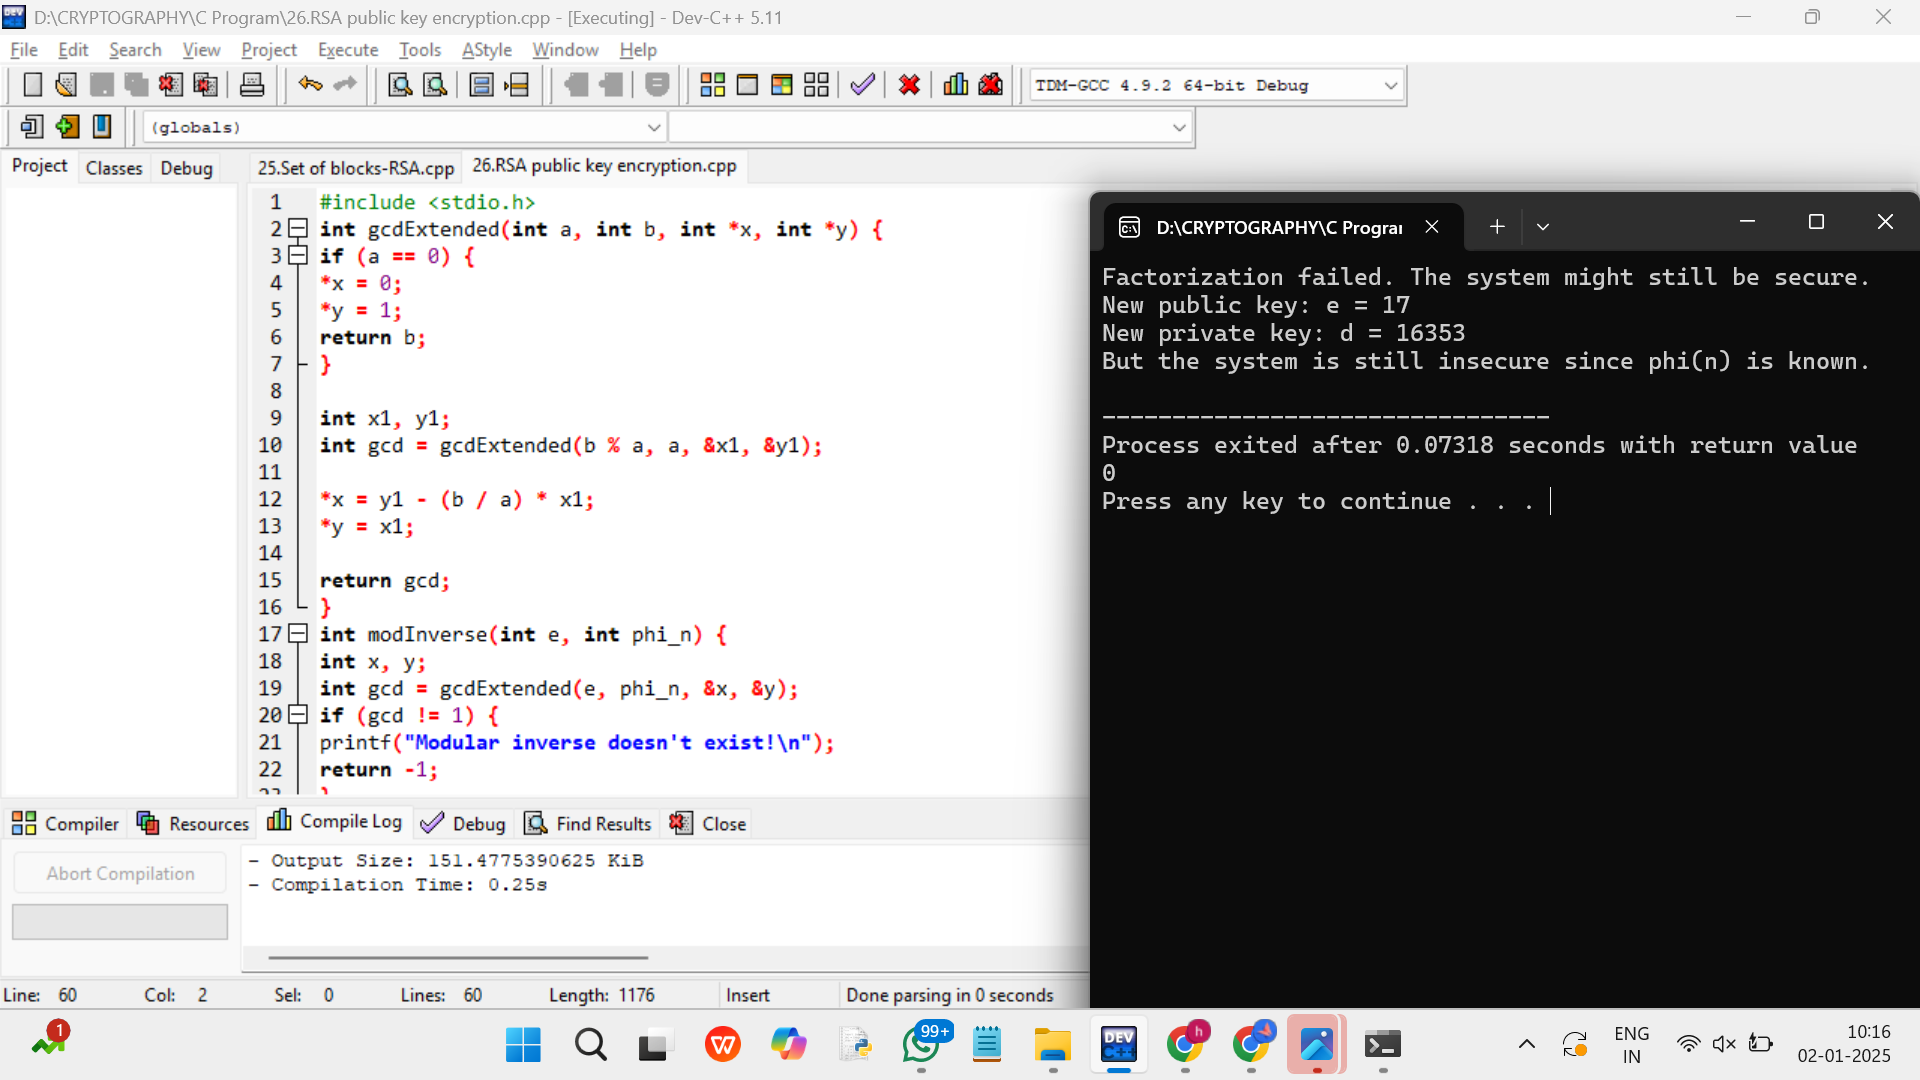 D:\CRYPTOGRAPHY\C Program\26.RSA public key encryption.cpp - [Executing] - Dev-C++ 5.11
File Edit Search View Project Execute Tools AStyle Window Help
TDM-GCC 4.9.2 64-bit Debug
(globals)
Project Classes Debug
25.Set of blocks-RSA.cpp 26.RSA public key encryption.cpp
1 #include <stdio.h>
2 int gcdExtended(int a, int b, int *x, int *y) {
3 if (a == 0) {
4 *x = 0;
5 *y = 1;
6 return b;
7 }
8
9 int x1, y1;
10 int gcd = gcdExtended(b % a, a, &x1, &y1);
11
12 *x = y1 - (b / a) * x1;
13 *y = x1;
14
15 return gcd;
16 }
17 int modInverse(int e, int phi_n) {
18 int x, y;
19 int gcd = gcdExtended(e, phi_n, &x, &y);
20 if (gcd != 1) {
21 printf("Modular inverse doesn't exist!\n");
22 return -1;
23 }
D:\CRYPTOGRAPHY\C Prograi
Factorization failed. The system might still be secure.
New public key: e = 17
New private key: d = 16353
But the system is still insecure since phi(n) is known.
--------------------------------
Process exited after 0.07318 seconds with return value
0
Press any key to continue . . .
Compiler Resources Compile Log Debug Find Results Close
Abort Compilation
- Output Size: 151.4775390625 KiB
- Compilation Time: 0.25s
Line: 60 Col: 2 Sel: 0 Lines: 60 Length: 1176 Insert Done parsing in 0 seconds
1
99+
DEV
C++
h
ENG
IN
10:16
02-01-2025